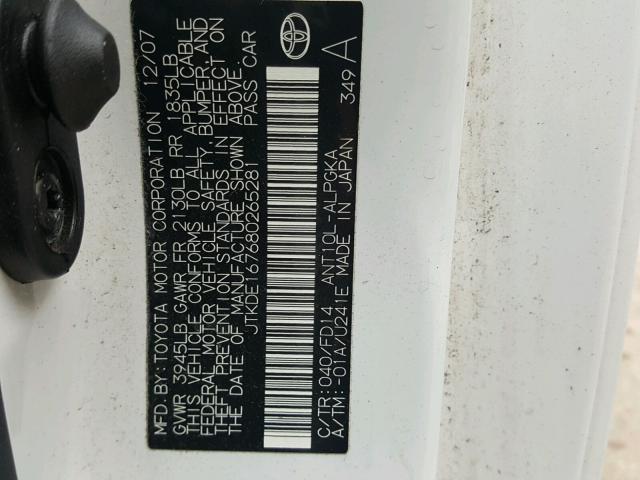 MFD.BY:TOYOTA MOTOR CORPORATION 12/07
GVWR 3945LB GAWR FR 2130LB RR 1835LB
THIS VEHICLE CONFORMS TO ALL APPLICABLE
FEDERAL MOTOR VEHICLE SAFETY, BUMPER, AND
THEFT PREVENTION STANDARDS IN EFFECT ON
THE DATE OF MANUFACTURE SHOWN ABOVE.
JTKDE167680265281 PASS CAR
C/TR:040/FD14 ANT10L-ALPGKA
A/TM:-01A/U241E MADE IN JAPAN 349 A